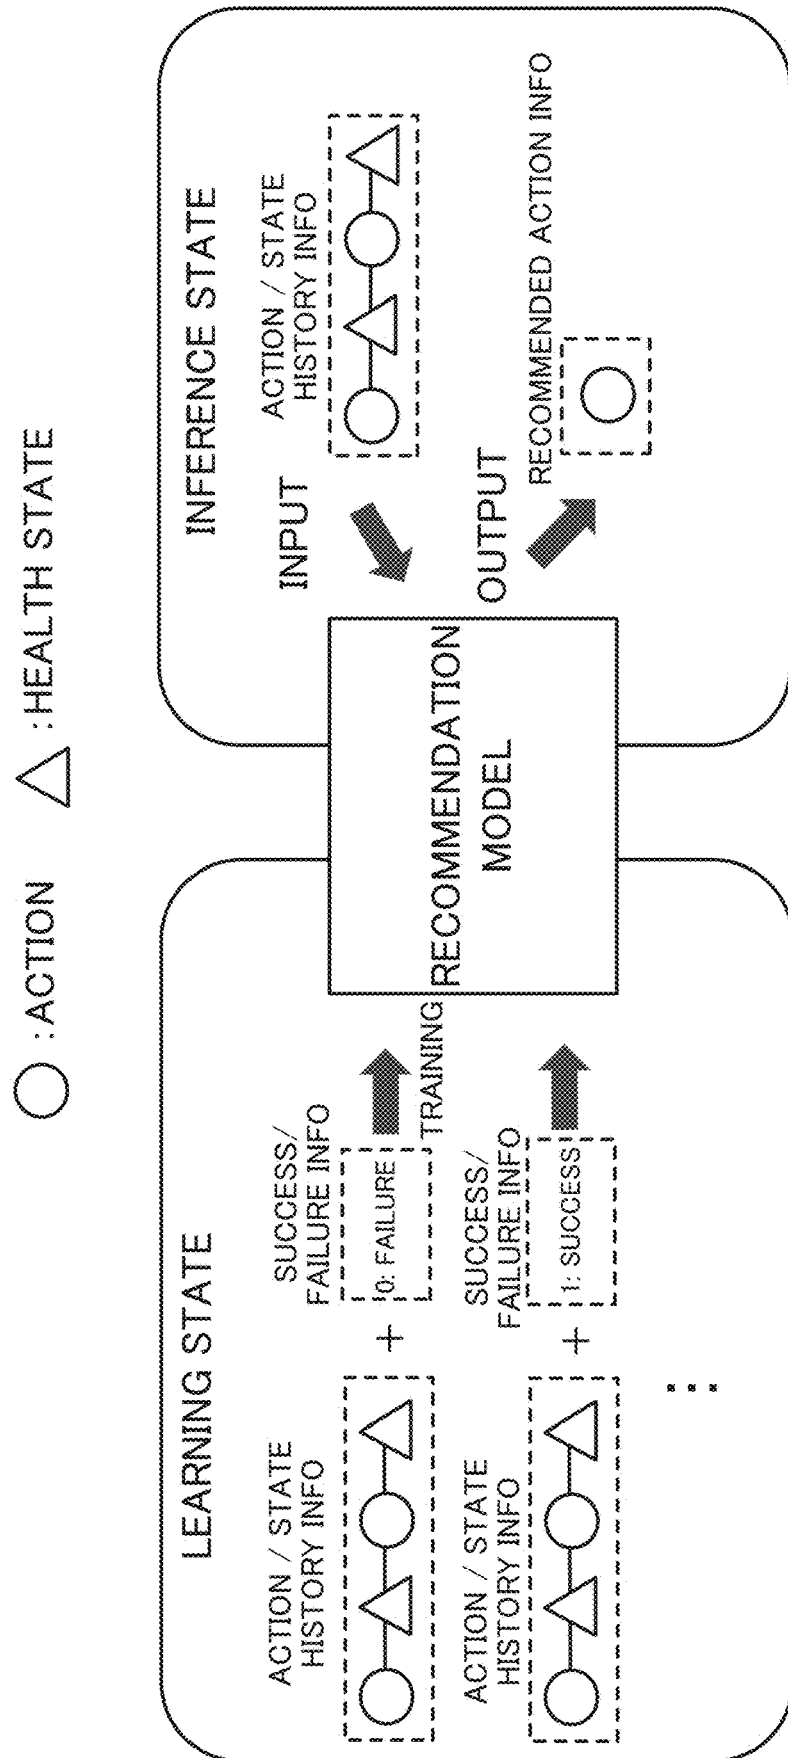 :ACTION
:HEALTH STATE
LEARNING STATE
ACTION / STATE
HISTORY INFO
+
SUCCESS/
FAILURE INFO
0: FAILURE
TRAINING
ACTION / STATE
HISTORY INFO
+
SUCCESS/
FAILURE INFO
1: SUCCESS
...
RECOMMENDATION
MODEL
INFERENCE STATE
INPUT
ACTION / STATE
HISTORY INFO
OUTPUT
RECOMMENDED ACTION INFO